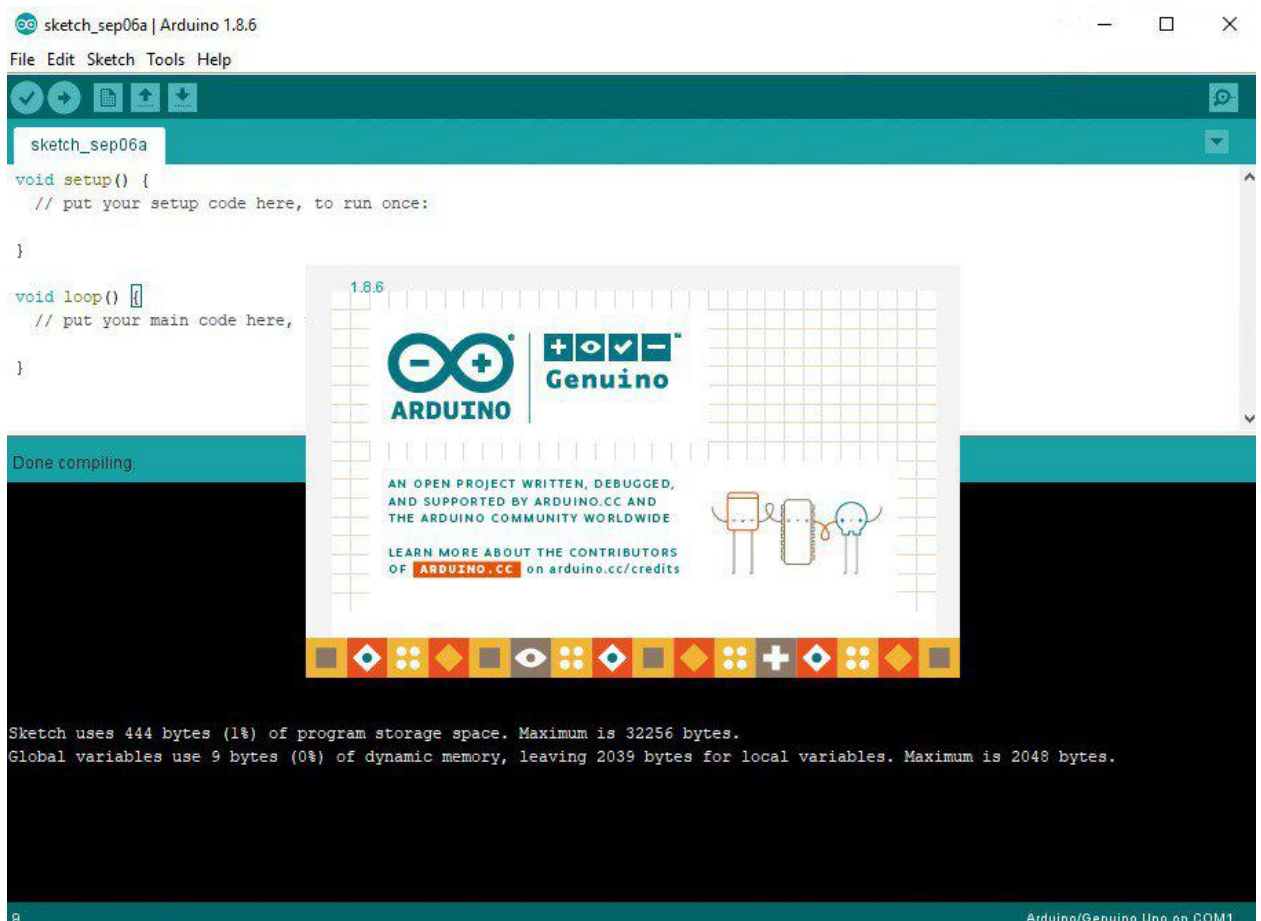 sketch_sep06a | Arduino 1.8.6
File Edit Sketch Tools Help
sketch_sep06a
void setup() {
// put your setup code here, to run once:
}
void loop() {
// put your main code here,
}
1.8.6
ARDUINO
Genuino
™
AN OPEN PROJECT WRITTEN, DEBUGGED,
AND SUPPORTED BY ARDUINO.CC AND
THE ARDUINO COMMUNITY WORLDWIDE
LEARN MORE ABOUT THE CONTRIBUTORS
OF ARDUINO.CC on arduino.cc/credits
Done compiling.
Sketch uses 444 bytes (1%) of program storage space. Maximum is 32256 bytes.
Global variables use 9 bytes (0%) of dynamic memory, leaving 2039 bytes for local variables. Maximum is 2048 bytes.
9
Arduino/Genuino Uno on COM1